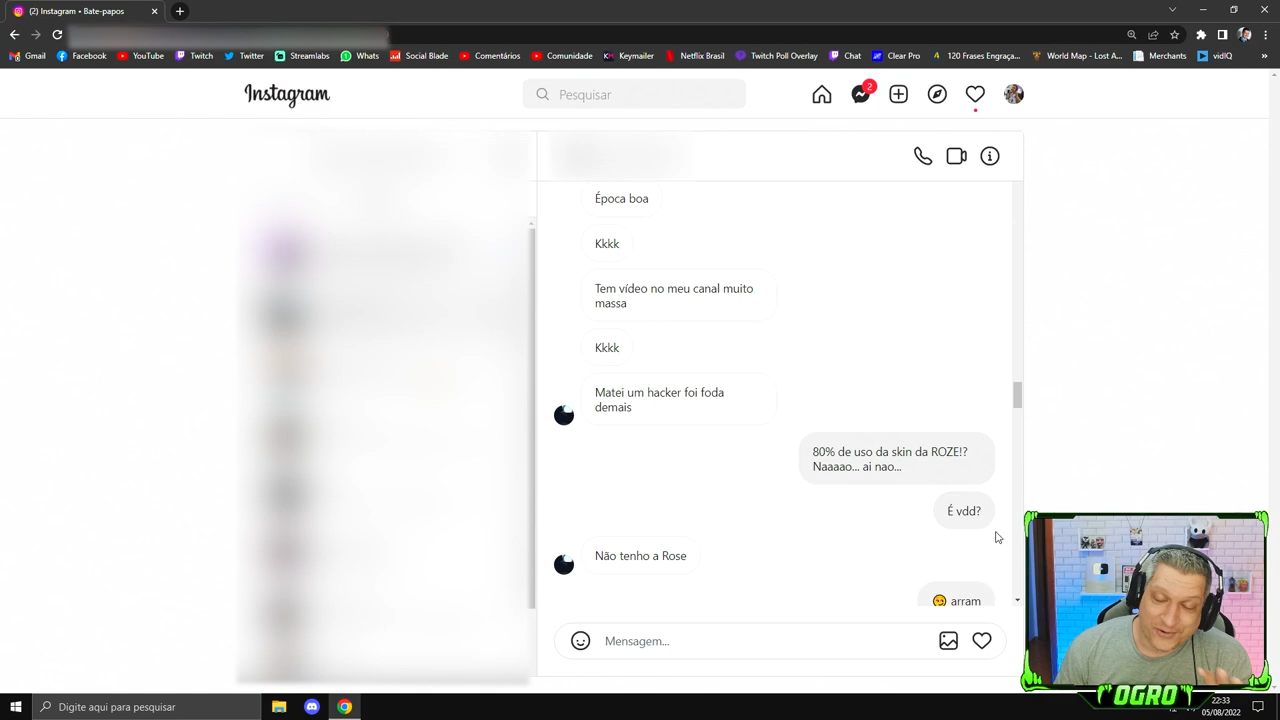 (2) Instagram • Bate-papos
Gmail Facebook YouTube Twitch Twitter Streamlabs Whats Social Blade Comentários Comunidade Keymailer Netflix Brasil Twitch Poll Overlay Chat Clear Pro 120 Frases Engraça... World Map - Lost A... Merchants vidIQ
Instagram
Pesquisar
2
Época boa
Kkkk
Tem vídeo no meu canal muito
massa
Kkkk
Matei um hacker foi foda
demais
80% de uso da skin da ROZE!?
Naaaao... ai nao...
É vdd?
Não tenho a Rose
arram
Mensagem...
OGRO
Digite aqui para pesquisar
22:33
05/08/2022